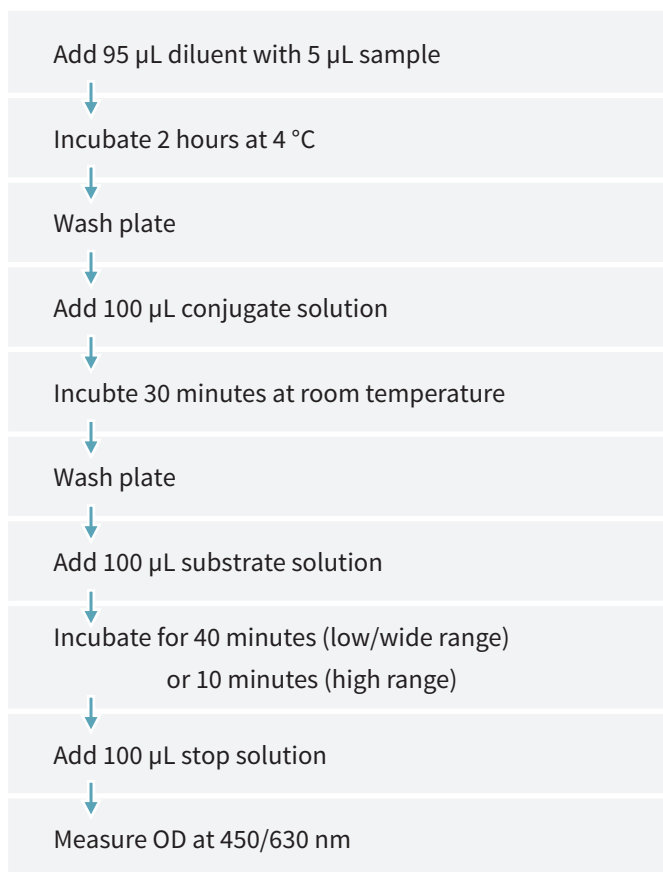 Add 95 µL diluent with 5 µL sample
Incubate 2 hours at 4 °C
Wash plate
Add 100 µL conjugate solution
Incubte 30 minutes at room temperature
Wash plate
Add 100 µL substrate solution
Incubate for 40 minutes (low/wide range)
or 10 minutes (high range)
Add 100 µL stop solution
Measure OD at 450/630 nm